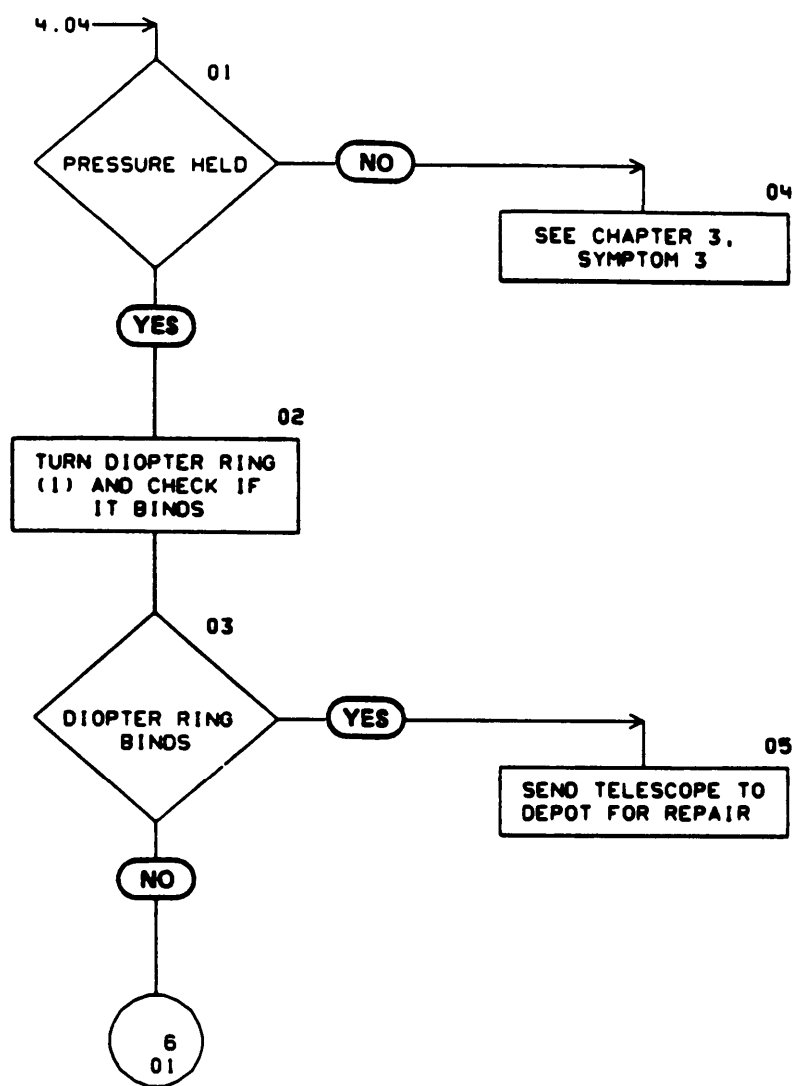 4.04
01
PRESSURE HELD
NO
04
SEE CHAPTER 3,
SYMPTOM 3
YES
02
TURN DIOPTER RING
(1) AND CHECK IF
IT BINDS
03
DIOPTER RING
BINDS
YES
05
SEND TELESCOPE TO
DEPOT FOR REPAIR
NO
6
01